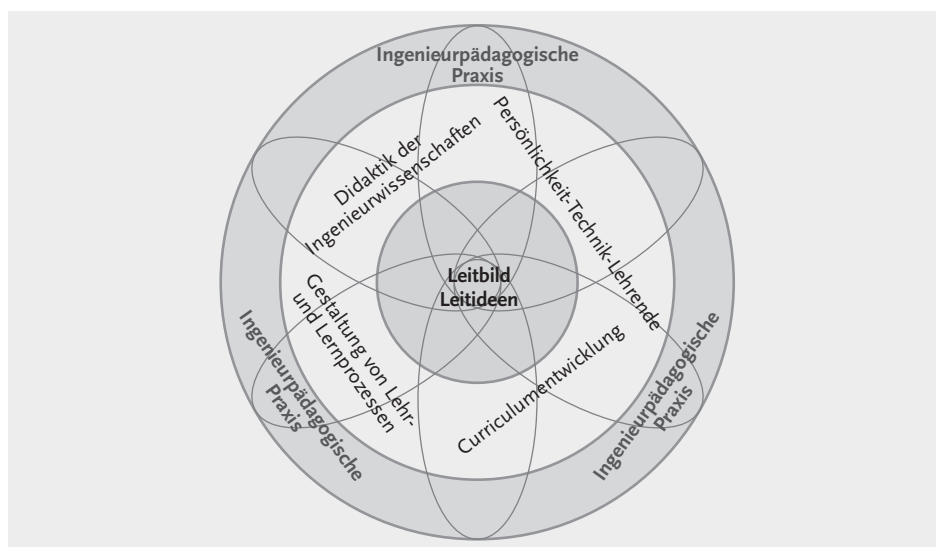 Ingenieurpädagogische
Praxis
Didaktik der
Ingenieurwissenschaften
Persönlichkeit-Technik-Lehrende
Leitbild
Leitideen
Gestaltung von Lehr-
und Lernprozessen
Curriculumentwicklung
Ingenieurpädagogische
Praxis
Ingenieurpädagogische
Praxis